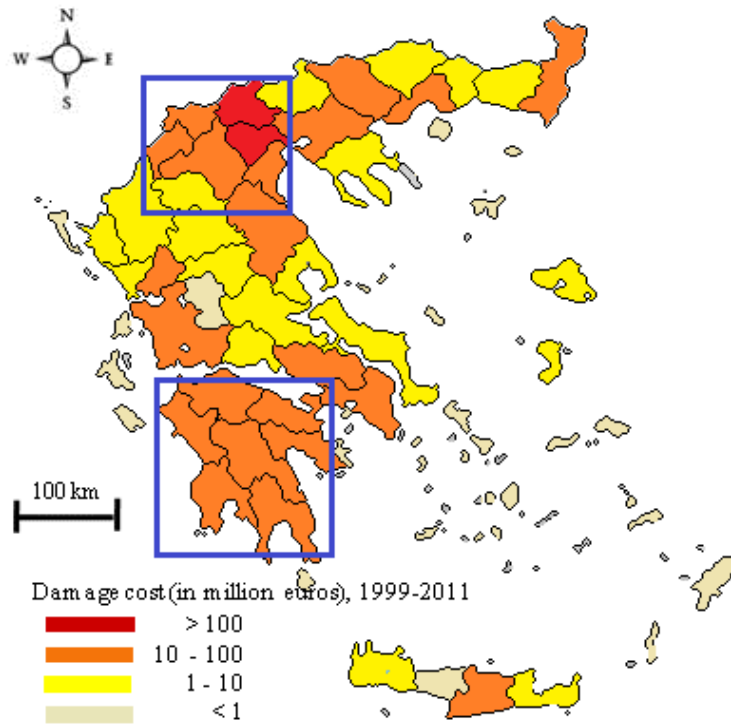 N
W E
S
100 km
Damage cost (in million euros), 1999-2011
> 100
10 - 100
1 - 10
< 1